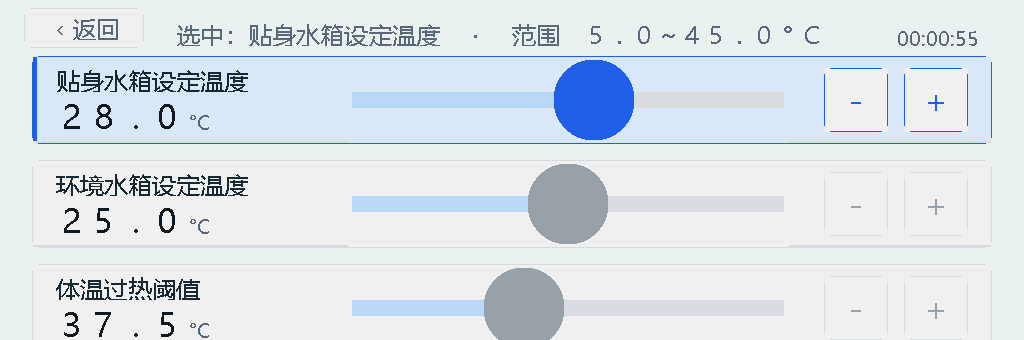 ‹ 返回
选中：贴身水箱设定温度 · 范围 5.0~45.0°C
00:00:55
贴身水箱设定温度
28.0 °C
- +
环境水箱设定温度
25.0 °C
- +
体温过热阈值
37.5 °C
- +